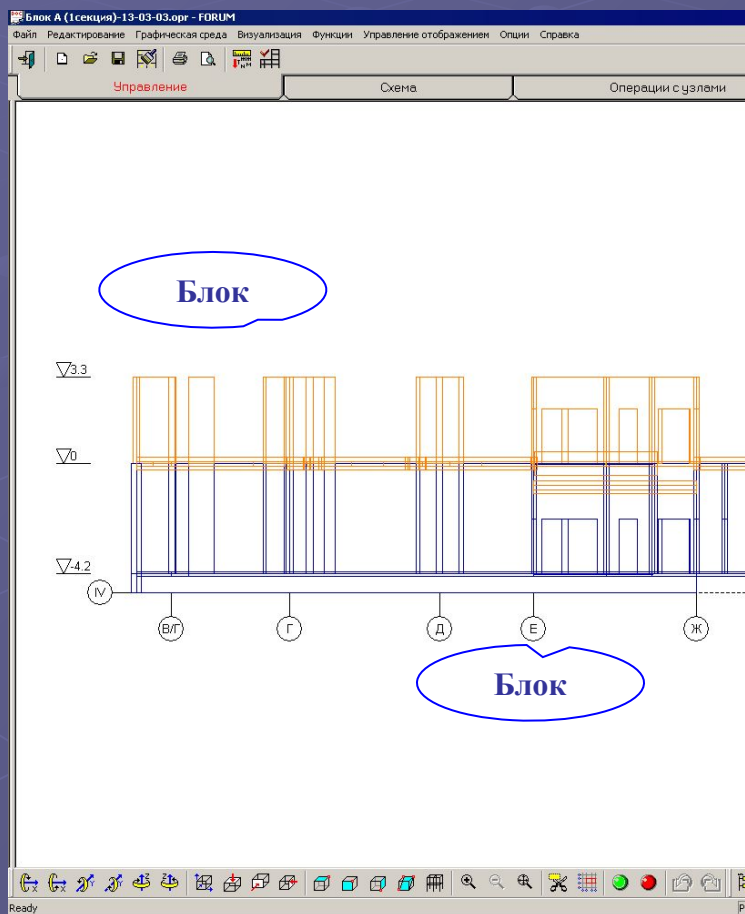 Блок А (1секция)-13-03-03.opr - FORUM
Файл Редактирование Графическая среда Визуализация Функции Управление отображением Опции Справка
Управление Схема Операции с узлами
Блок
3.3
0
-4.2
IV
В/Г Г Д Е Ж
Блок
Ready